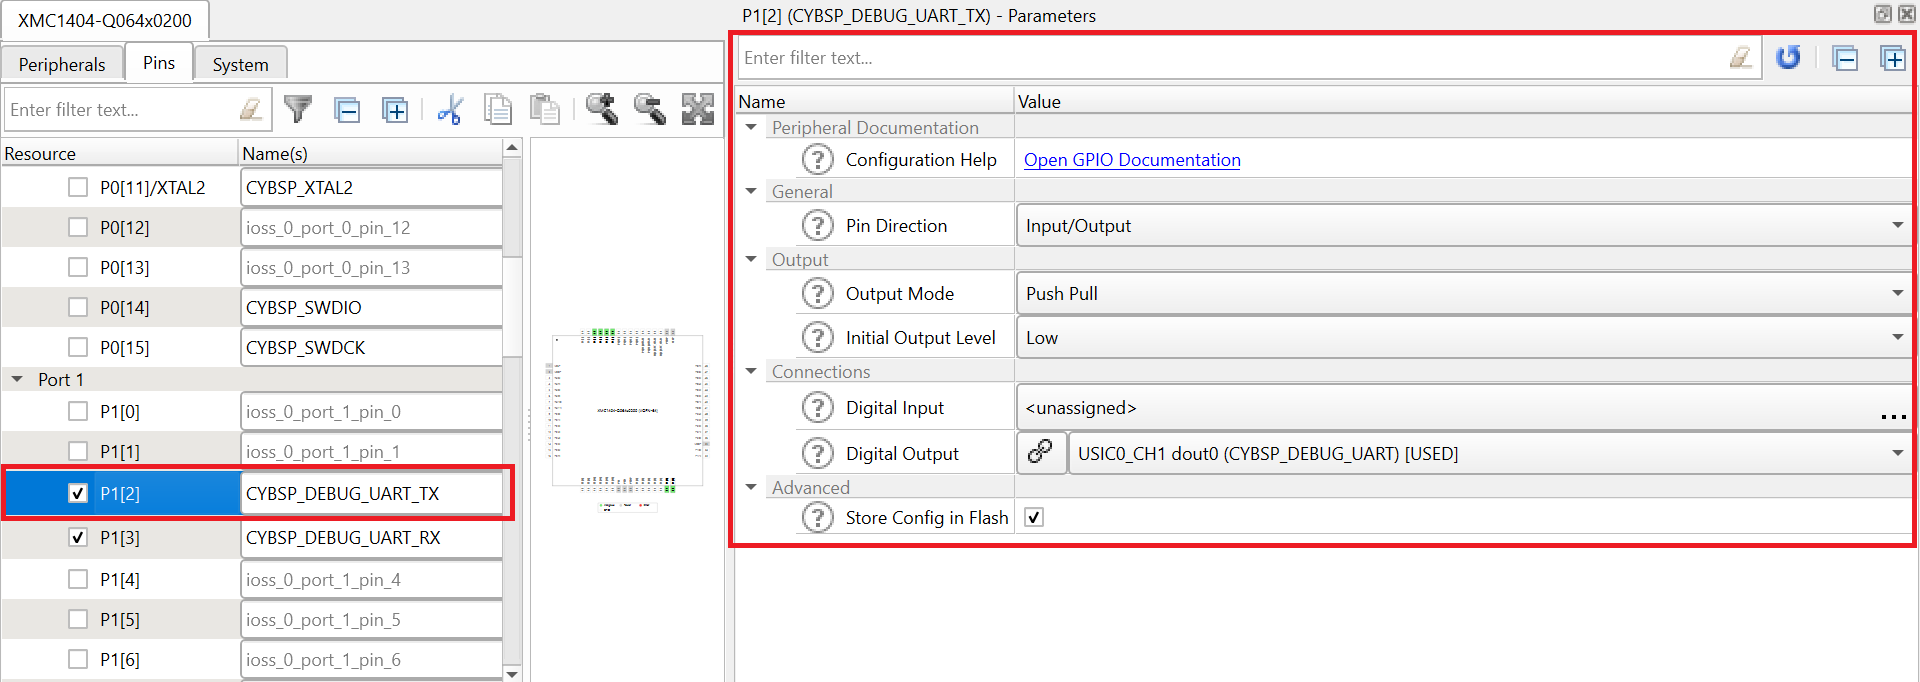 XMC1404-Q064x0200
Peripherals Pins System
Enter filter text...
Resource Name(s)
P0[11]/XTAL2 CYBSP_XTAL2
P0[12] ioss_0_port_0_pin_12
P0[13] ioss_0_port_0_pin_13
P0[14] CYBSP_SWDIO
P0[15] CYBSP_SWDCK
Port 1
P1[0] ioss_0_port_1_pin_0
P1[1] ioss_0_port_1_pin_1
P1[2] CYBSP_DEBUG_UART_TX
P1[3] CYBSP_DEBUG_UART_RX
P1[4] ioss_0_port_1_pin_4
P1[5] ioss_0_port_1_pin_5
P1[6] ioss_0_port_1_pin_6
P1[2] (CYBSP_DEBUG_UART_TX) - Parameters
Enter filter text...
Name Value
Peripheral Documentation
Configuration Help Open GPIO Documentation
General
Pin Direction Input/Output
Output
Output Mode Push Pull
Initial Output Level Low
Connections
Digital Input <unassigned> ...
Digital Output USIC0_CH1 dout0 (CYBSP_DEBUG_UART) [USED]
Advanced
Store Config in Flash